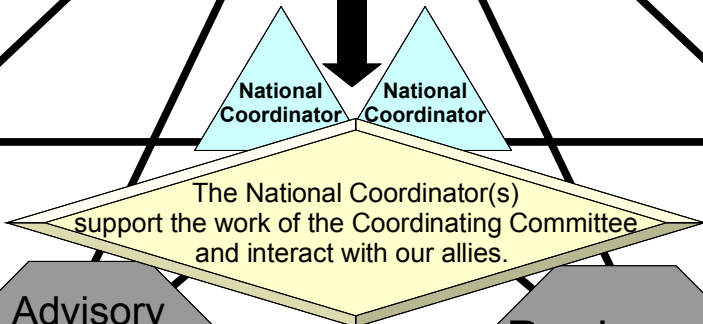 National
Coordinator
National
Coordinator
The National Coordinator(s)
support the work of the Coordinating Committee
and interact with our allies.
Advisory